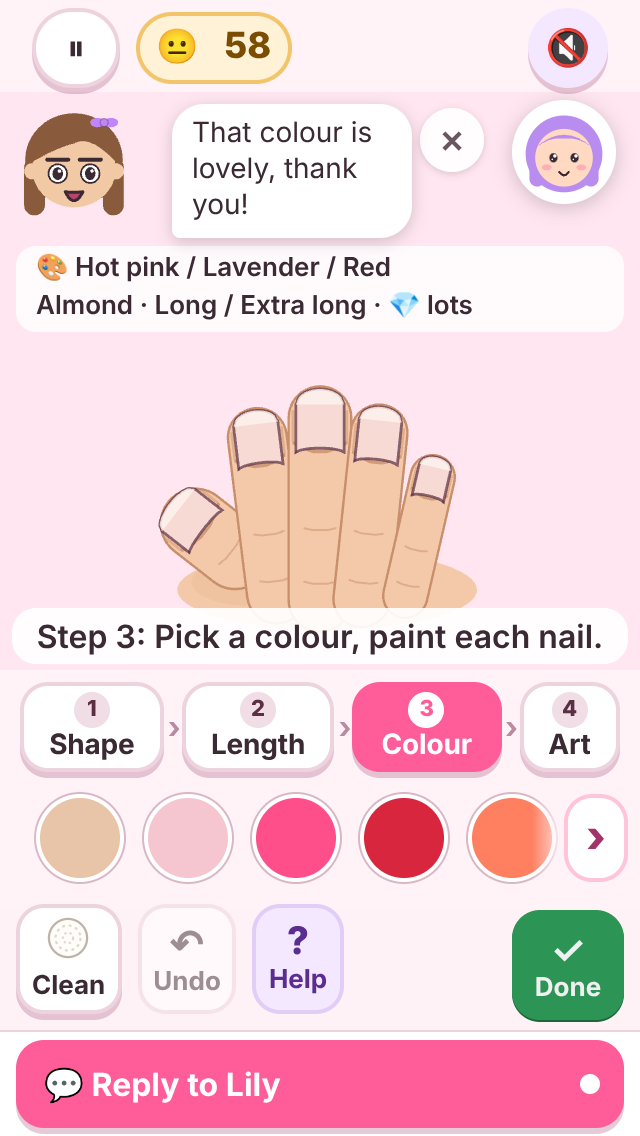 58
That colour is
lovely, thank
you!
Hot pink / Lavender / Red
Almond · Long / Extra long · 💎 lots
Step 3: Pick a colour, paint each nail.
1
Shape
2
Length
3
Colour
4
Art
Clean
Undo
?
Help
Done
Reply to Lily